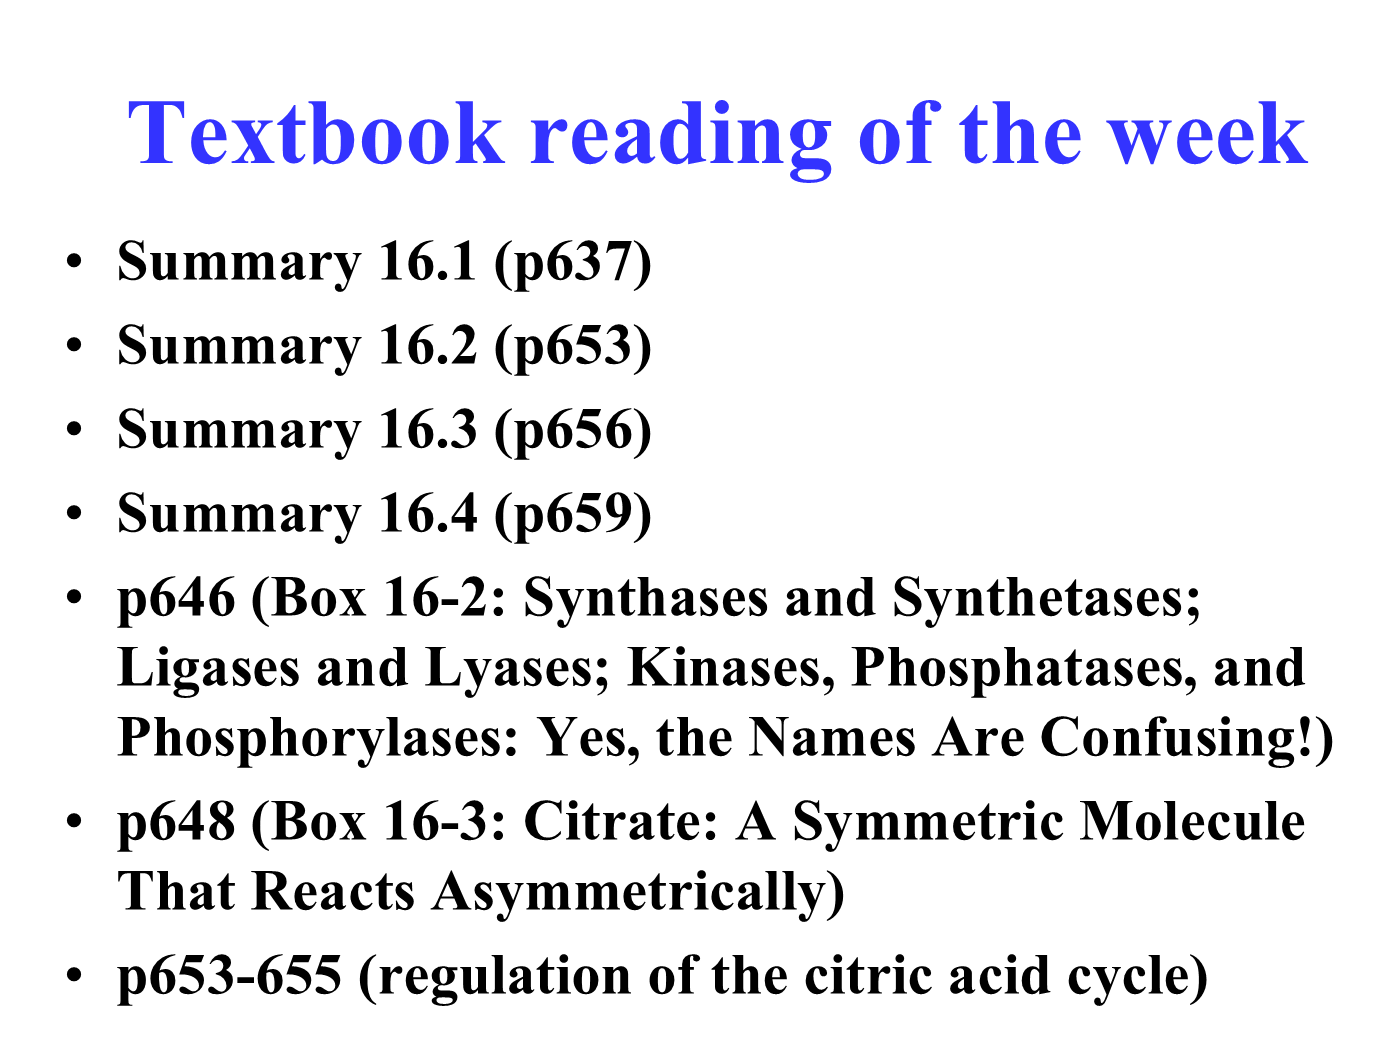 Textbook reading of the week
• Summary 16.1 (p637)
• Summary 16.2 (p653)
• Summary 16.3 (p656)
• Summary 16.4 (p659)
• p646 (Box 16-2: Synthases and Synthetases;
Ligases and Lyases; Kinases, Phosphatases, and
Phosphorylases: Yes, the Names Are Confusing!)
• p648 (Box 16-3: Citrate: A Symmetric Molecule
That Reacts Asymmetrically)
• p653-655 (regulation of the citric acid cycle)